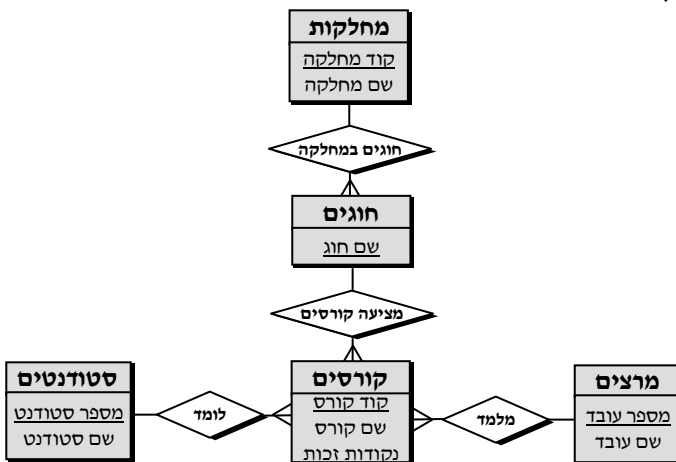 מחלקות
קוד מחלקה
שם מחלקה
חוגים במחלקה
חוגים
שם חוג
מציעה קורסים
סטודנטים
מספר סטודנט
שם סטודנט
לומד
קורסים
קוד קורס
שם קורס
נקודות זכות
מלמד
מרצים
מספר עובד
שם עובד